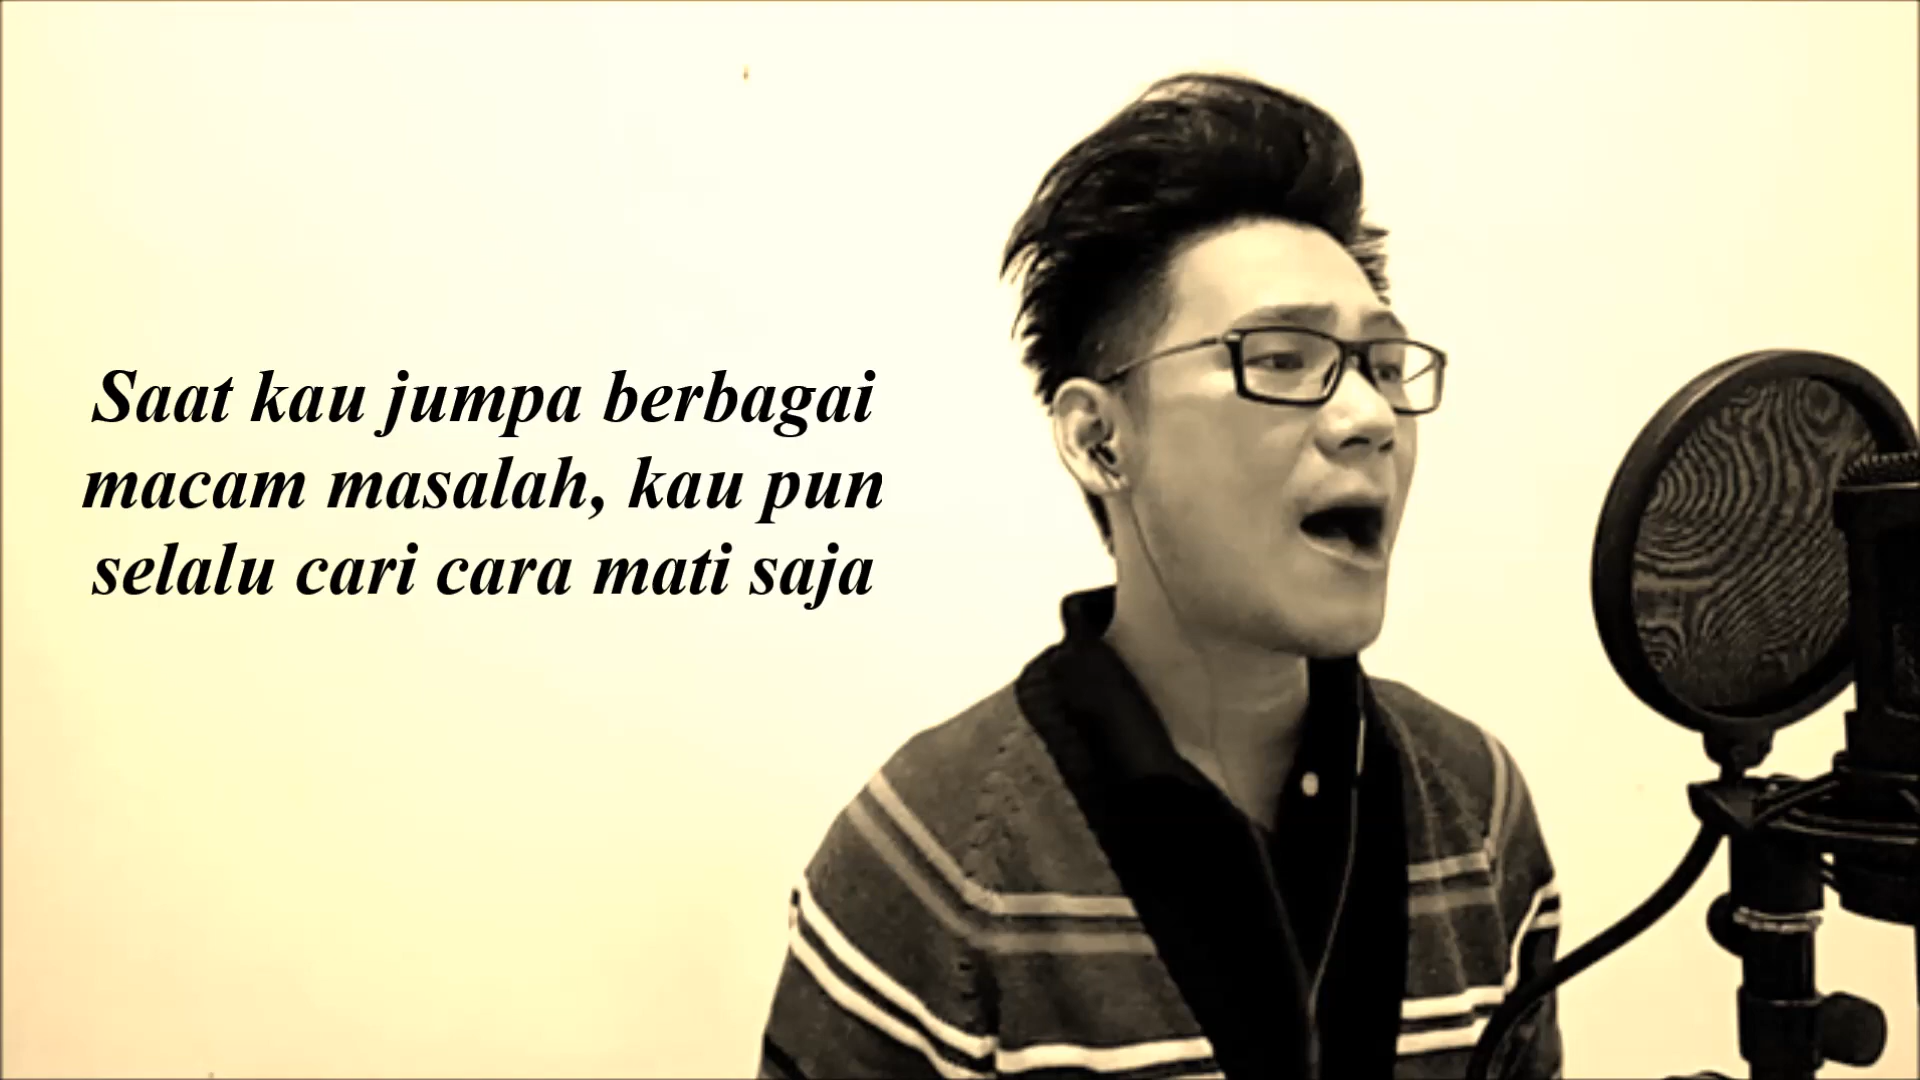 Saat kau jumpa berbagai
macam masalah, kau pun
selalu cari cara mati saja